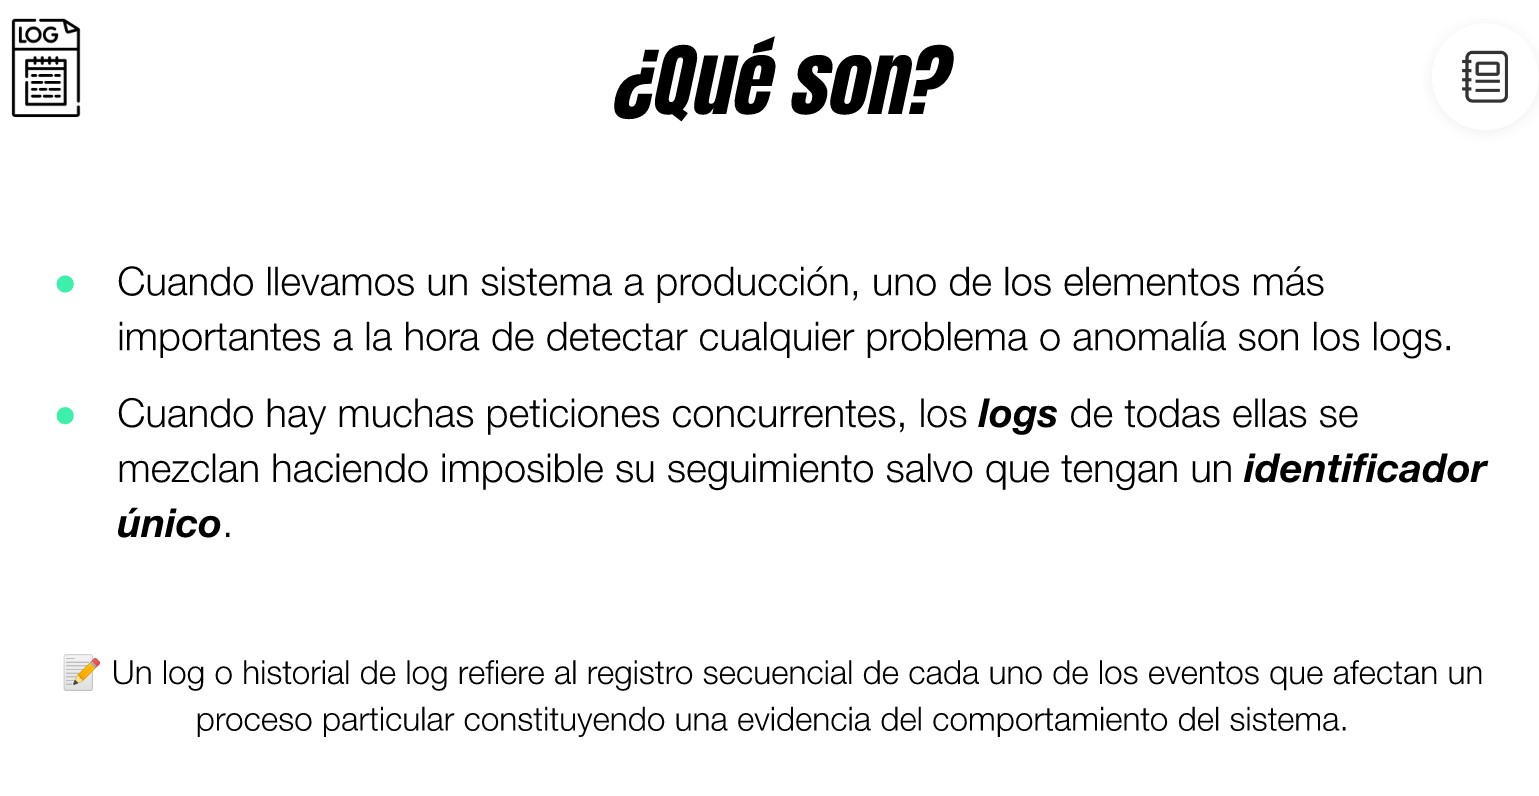 LOG
¿Qué son?
Cuando llevamos un sistema a producción, uno de los elementos más
importantes a la hora de detectar cualquier problema o anomalía son los logs.
Cuando hay muchas peticiones concurrentes, los logs de todas ellas se
mezclan haciendo imposible su seguimiento salvo que tengan un identificador
único.
📝 Un log o historial de log refiere al registro secuencial de cada uno de los eventos que afectan un
proceso particular constituyendo una evidencia del comportamiento del sistema.